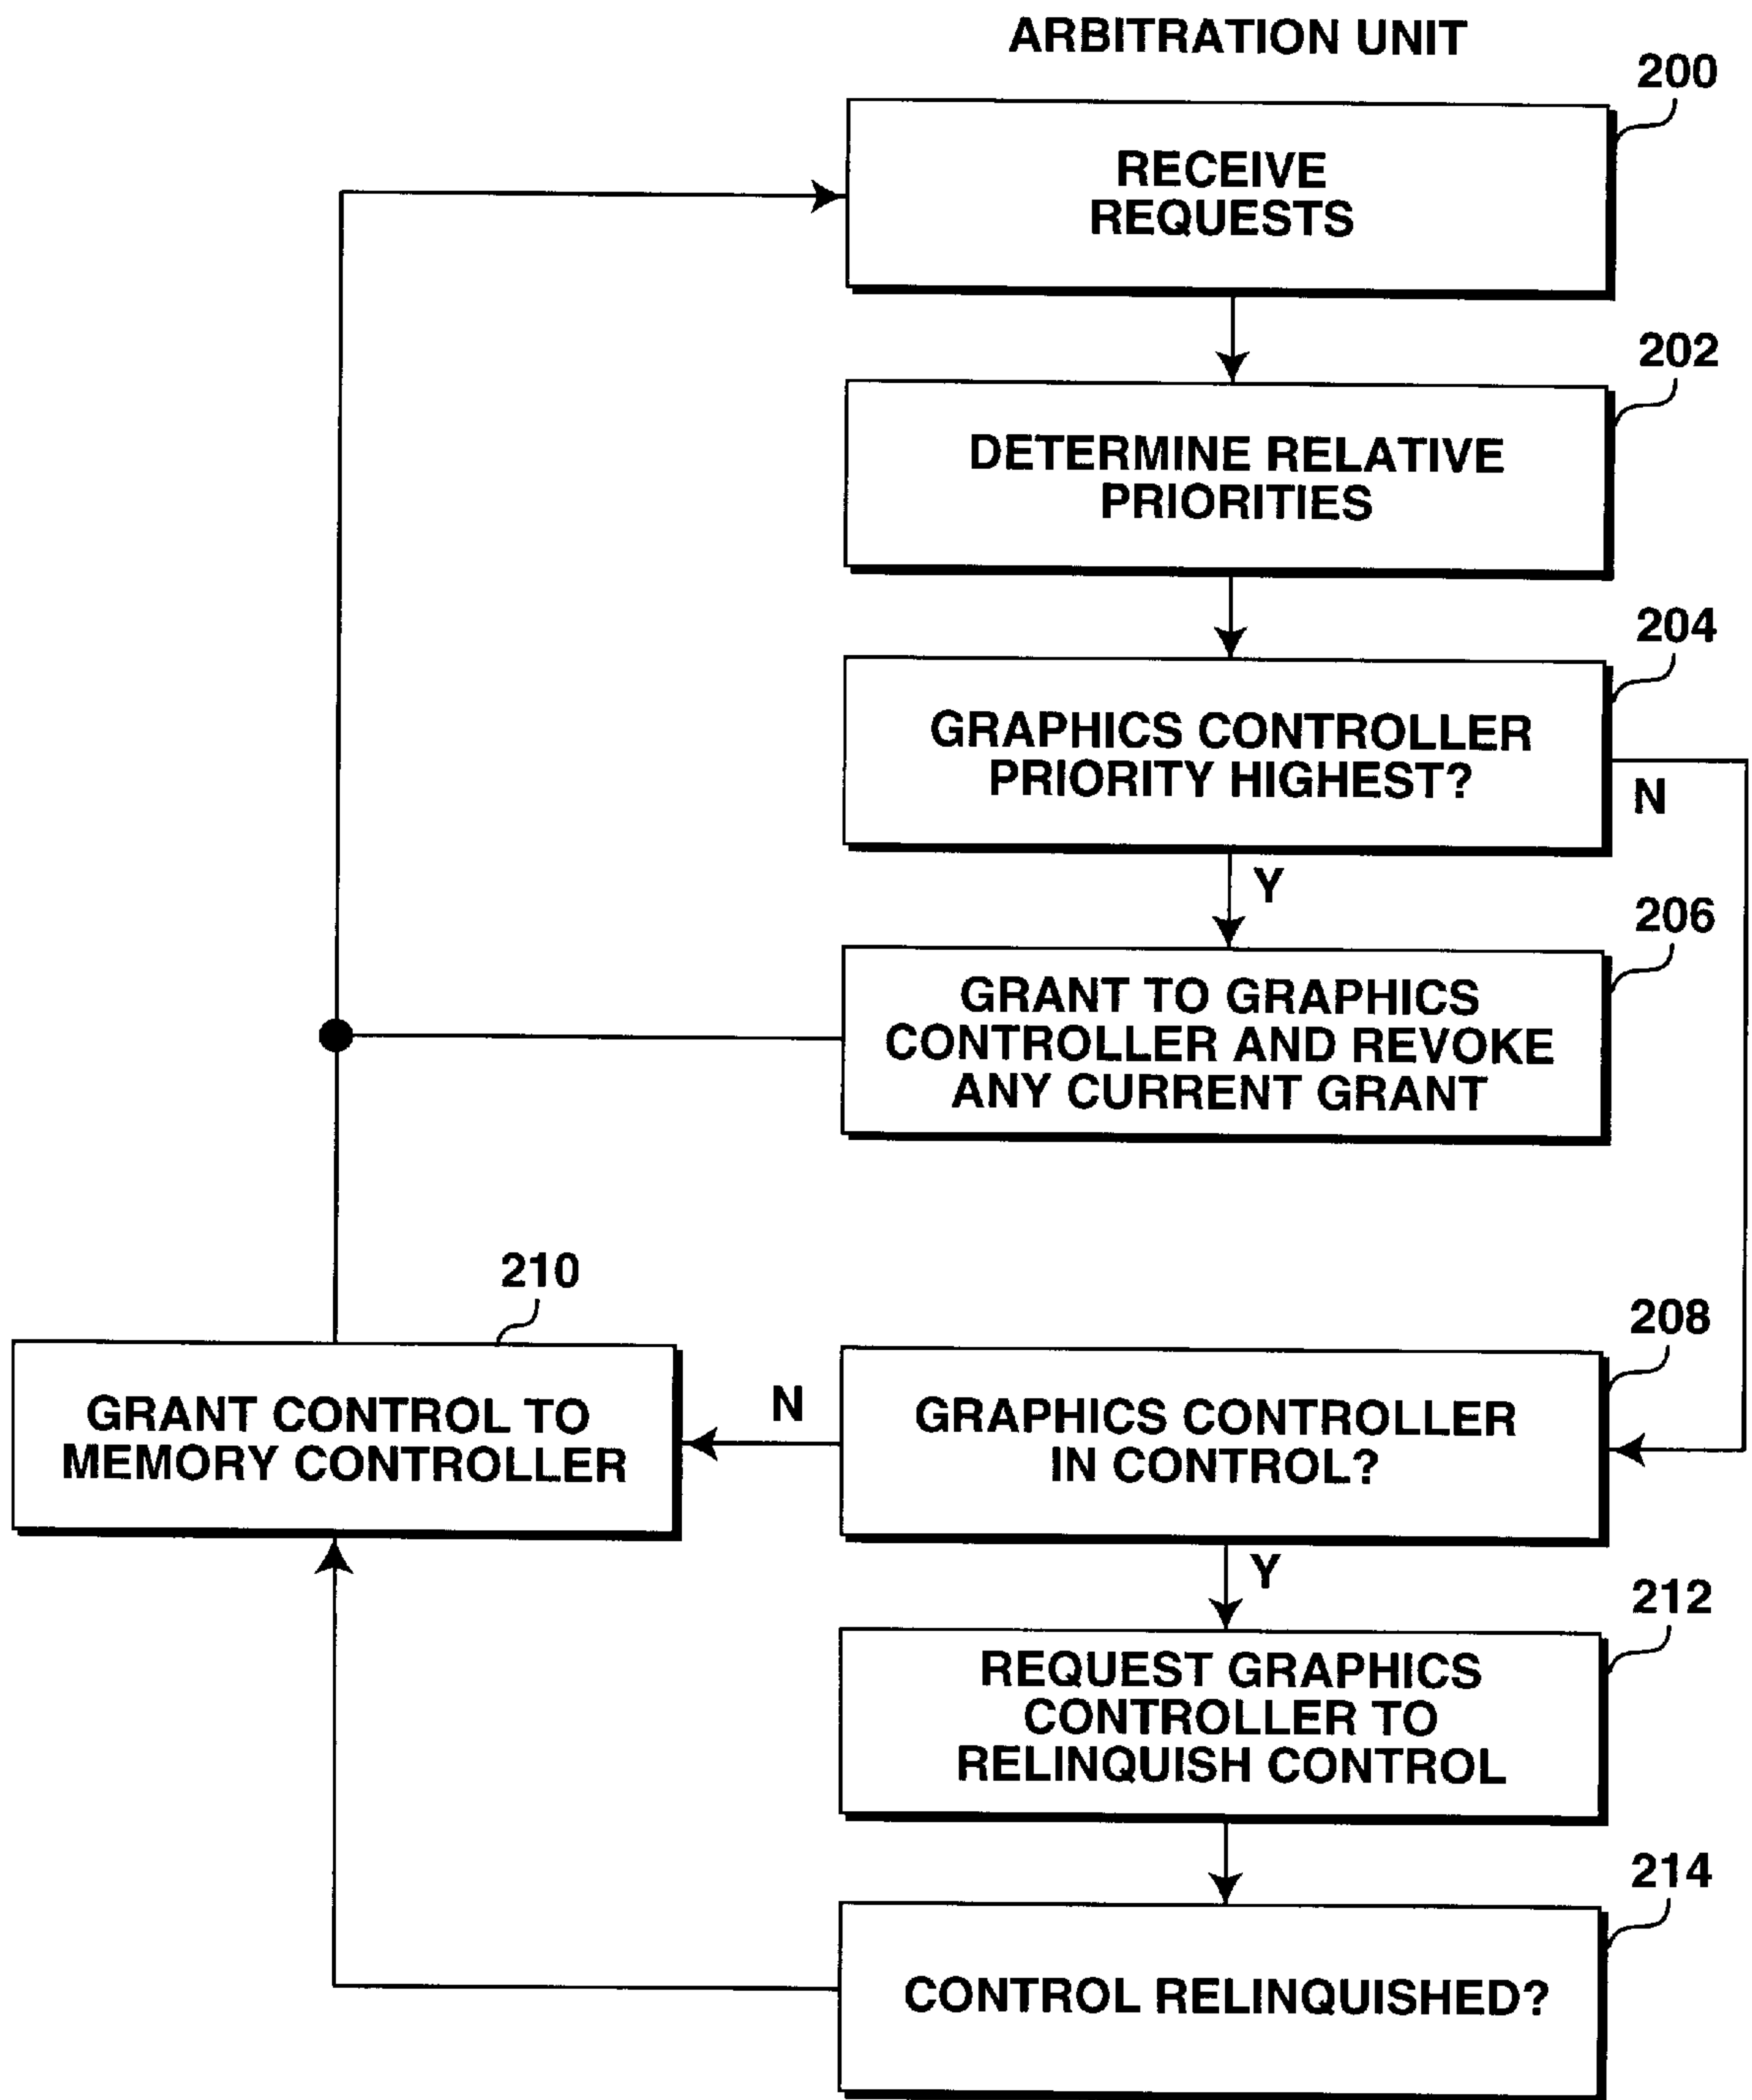 ARBITRATION UNIT
200
RECEIVE
REQUESTS
202
DETERMINE RELATIVE
PRIORITIES
204
GRAPHICS CONTROLLER
PRIORITY HIGHEST?
N
Y
206
GRANT TO GRAPHICS
CONTROLLER AND REVOKE
ANY CURRENT GRANT
210
GRANT CONTROL TO
MEMORY CONTROLLER
N
208
GRAPHICS CONTROLLER
IN CONTROL?
Y
212
REQUEST GRAPHICS
CONTROLLER TO
RELINQUISH CONTROL
214
CONTROL RELINQUISHED?